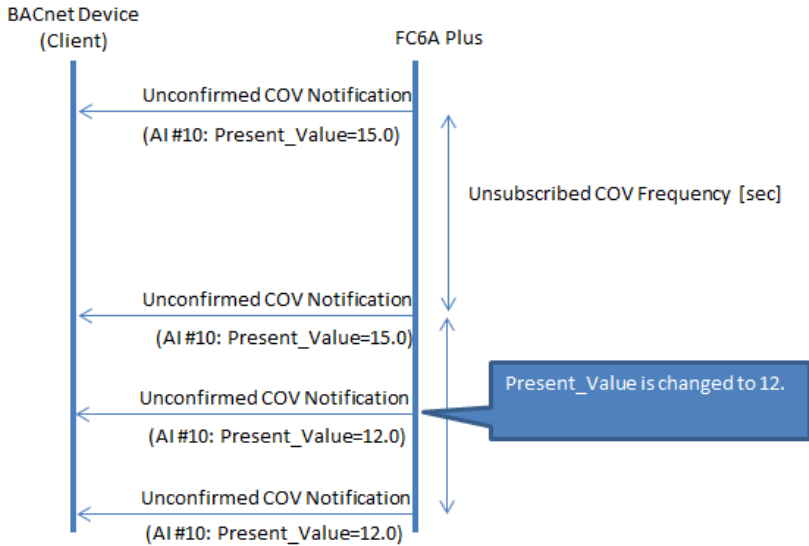 BACnet Device
(Client)
FC6A Plus
Unconfirmed COV Notification
(AI #10: Present_Value=15.0)
Unsubscribed COV Frequency [sec]
Unconfirmed COV Notification
(AI #10: Present_Value=15.0)
Present_Value is changed to 12.
Unconfirmed COV Notification
(AI #10: Present_Value=12.0)
Unconfirmed COV Notification
(AI #10: Present_Value=12.0)